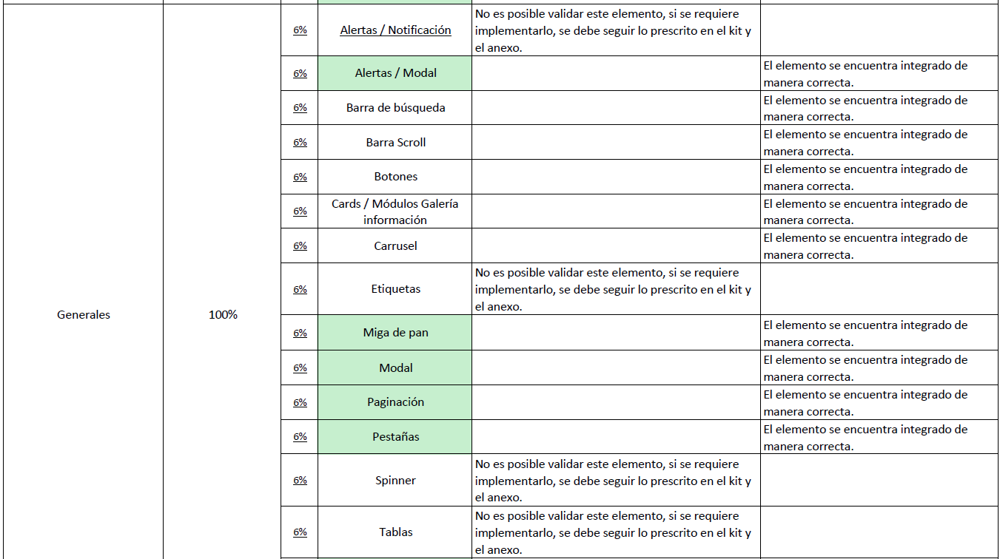 No es posible validar este elemento, si se requiere
6% Alertas / Notificación implementarlo, se debe seguir lo prescrito en el kit y
el anexo.
6% Alertas / Modal El elemento se encuentra integrado de
manera correcta.
6% Barra de búsqueda El elemento se encuentra integrado de
manera correcta.
6% Barra Scroll El elemento se encuentra integrado de
manera correcta.
6% Botones El elemento se encuentra integrado de
manera correcta.
6% Cards / Módulos Galería El elemento se encuentra integrado de
información manera correcta.
6% Carrusel El elemento se encuentra integrado de
manera correcta.
No es posible validar este elemento, si se requiere
6% Etiquetas implementarlo, se debe seguir lo prescrito en el kit y
el anexo.
Generales 100%
6% Miga de pan El elemento se encuentra integrado de
manera correcta.
6% Modal El elemento se encuentra integrado de
manera correcta.
6% Paginación El elemento se encuentra integrado de
manera correcta.
6% Pestañas El elemento se encuentra integrado de
manera correcta.
No es posible validar este elemento, si se requiere
6% Spinner implementarlo, se debe seguir lo prescrito en el kit y
el anexo.
No es posible validar este elemento, si se requiere
6% Tablas implementarlo, se debe seguir lo prescrito en el kit y
el anexo.